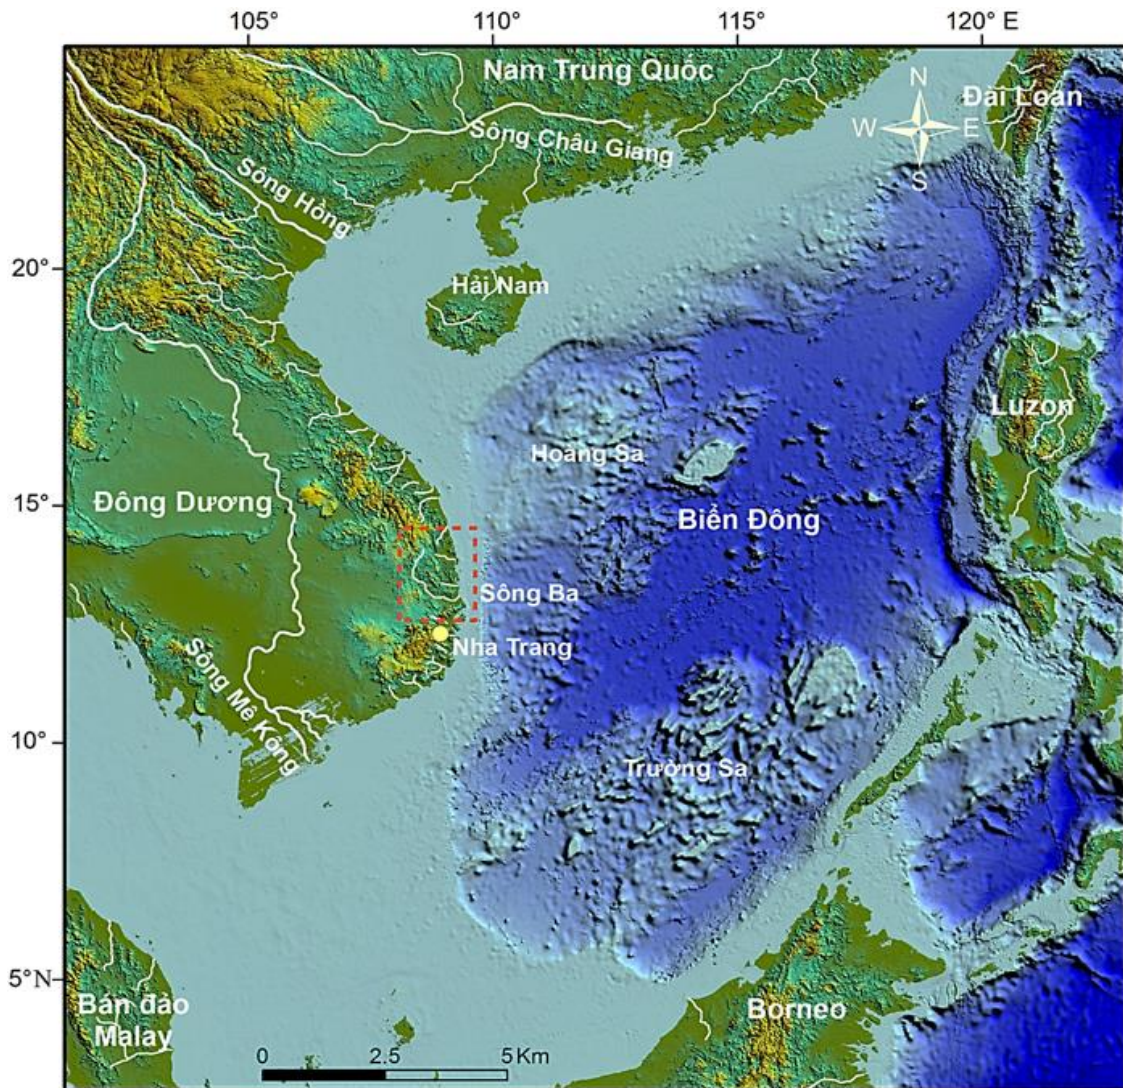 105°
110°
115°
120° E
Nam Trung Quốc
N
Đài Loan
W
E
Sông Châu Giang
S
Sông Hồng
20°
Hải Nam
Luzon
Hoàng Sa
15°
Đông Dương
Biển Đông
Sông Ba
Nha Trang
Sông Mê Kông
10°
Trường Sa
5°N
Bán đảo
Malay
Borneo
0
2.5
5Km